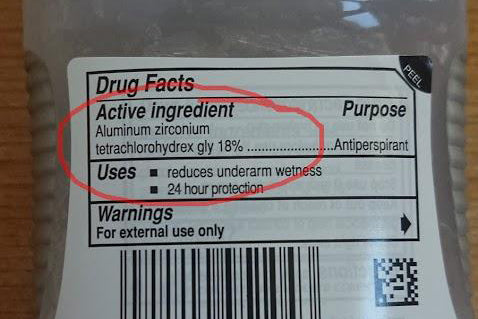 PEEL
Drug Facts
Active ingredient Purpose
Aluminum zirconium
tetrachlorohydrex gly 18% ......................Antiperspirant
Uses ■ reduces underarm wetness
■ 24 hour protection
Warnings
For external use only